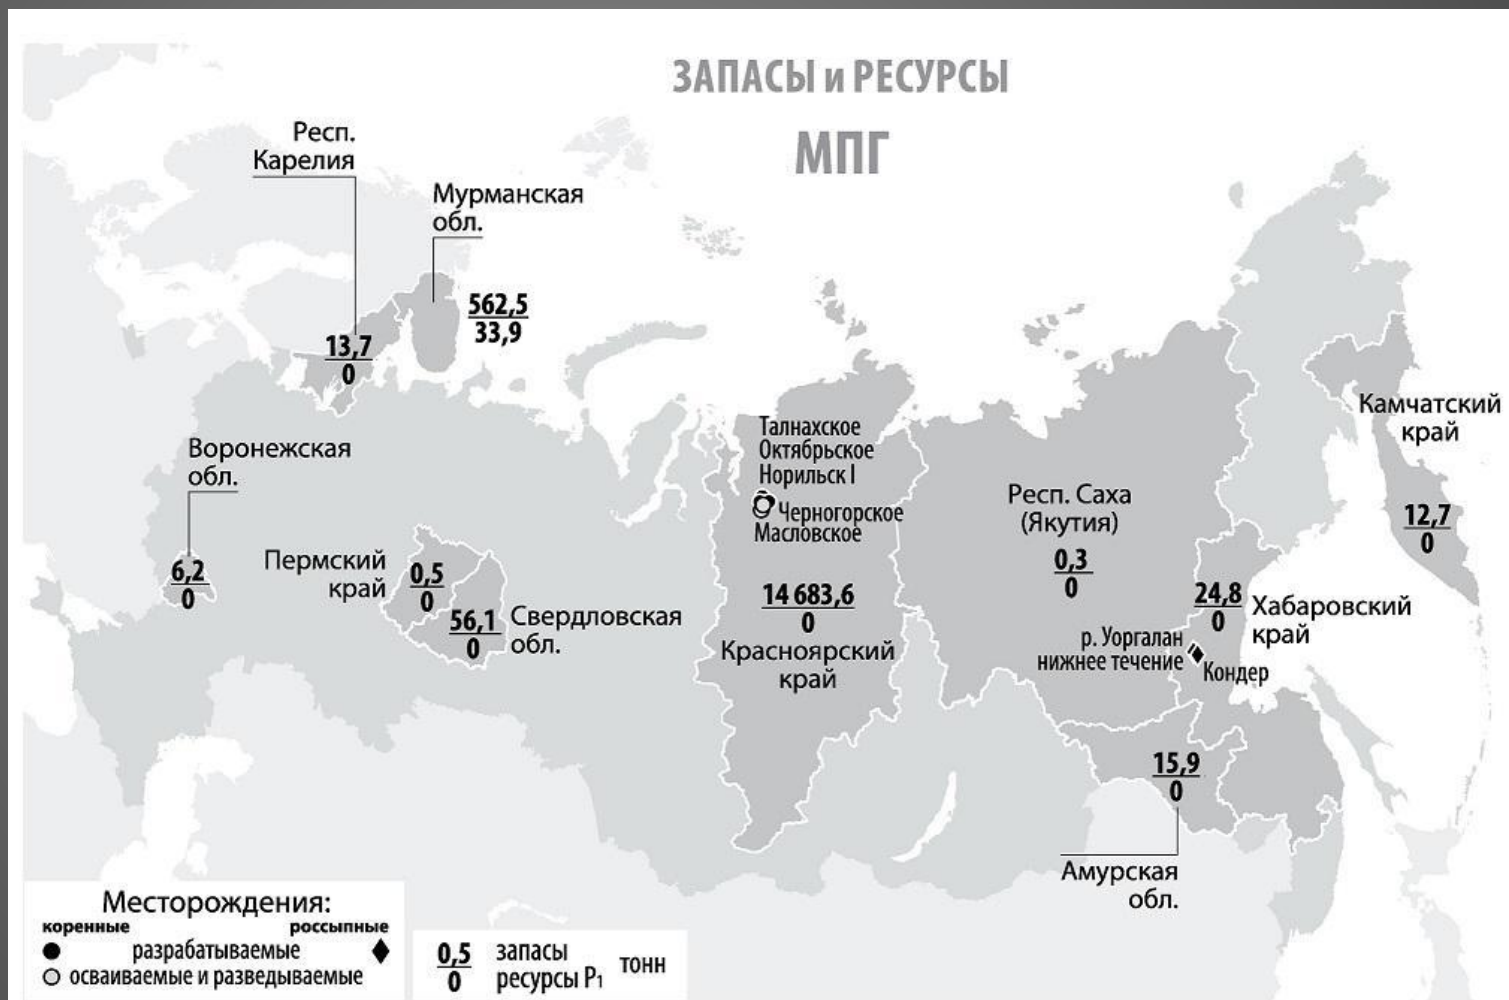 ЗАПАСЫ и РЕСУРСЫ
МПГ
Респ.
Карелия
Мурманская
обл.
562,5
33,9
13,7
0
Воронежская
обл.
6,2
0
Пермский
край
0,5
0
56,1
0
Свердловская
обл.
Талнахское
Октябрьское
Норильск I
Черногорское
Масловское
14 683,6
0
Красноярский
край
Респ. Саха
(Якутия)
0,3
0
Камчатский
край
12,7
0
24,8
0
Хабаровский
край
р. Уоргалан
нижнее течение
Кондер
15,9
0
Амурская
обл.
Месторождения:
коренные россыпные
разрабатываемые
осваиваемые и разведываемые
0,5 запасы
0 ресурсы P₁ тонн